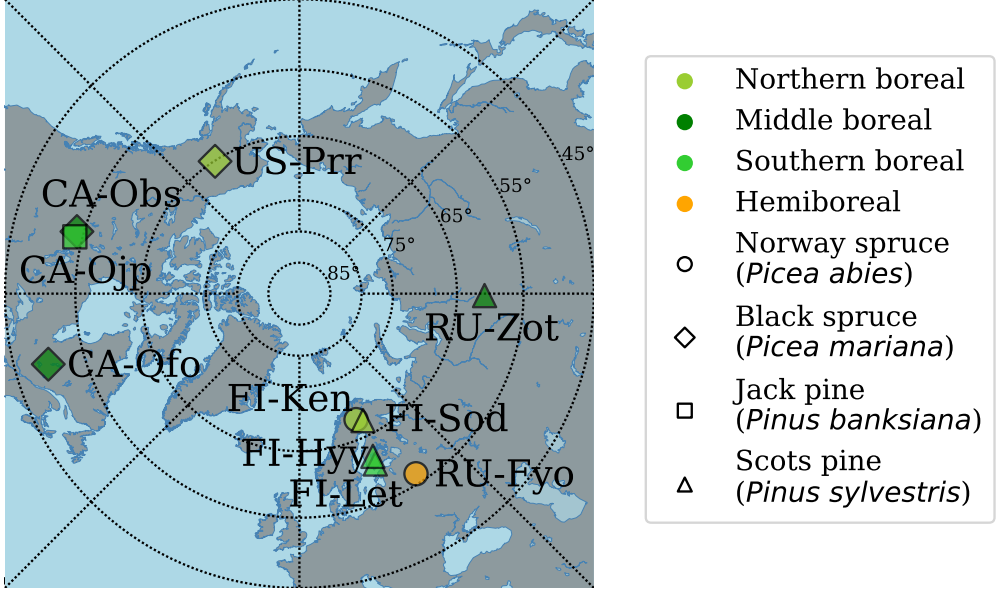 45°
55°
US-Prr
CA-Obs
65°
75°
CA-Ojp
85°
RU-Zot
CA-Qfo
FI-Ken
FI-Sod
FI-Hyy
RU-Fyo
FI-Let
Northern boreal
Middle boreal
Southern boreal
Hemiboreal
Norway spruce
(Picea abies)
Black spruce
(Picea mariana)
Jack pine
(Pinus banksiana)
Scots pine
(Pinus sylvestris)